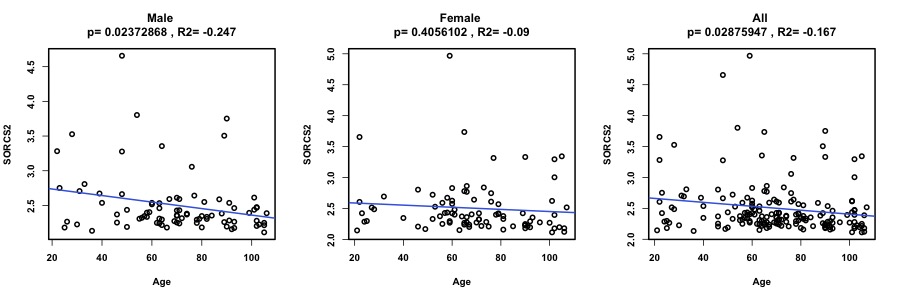 Male
p= 0.02372868 , R2= -0.247
SORCS2
4.5
4.0
3.5
3.0
2.5
20 40 60 80 100
Age
Female
p= 0.4056102 , R2= -0.09
SORCS2
5.0
4.5
4.0
3.5
3.0
2.5
2.0
20 40 60 80 100
Age
All
p= 0.02875947 , R2= -0.167
SORCS2
5.0
4.5
4.0
3.5
3.0
2.5
2.0
20 40 60 80 100
Age